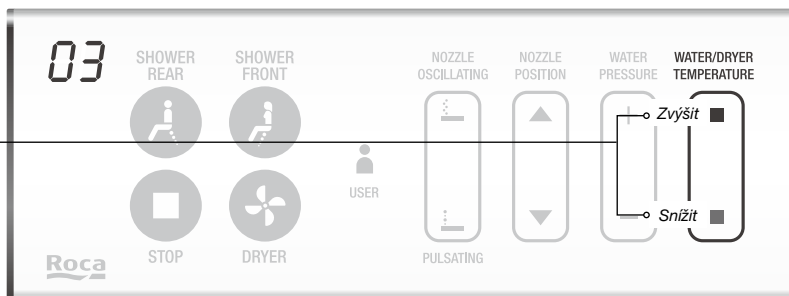 03
SHOWER
REAR
SHOWER
FRONT
NOZZLE
OSCILLATING
NOZZLE
POSITION
WATER
PRESSURE
WATER/DRYER
TEMPERATURE
Zvýšit
USER
Snížit
STOP
DRYER
PULSATING
Roca